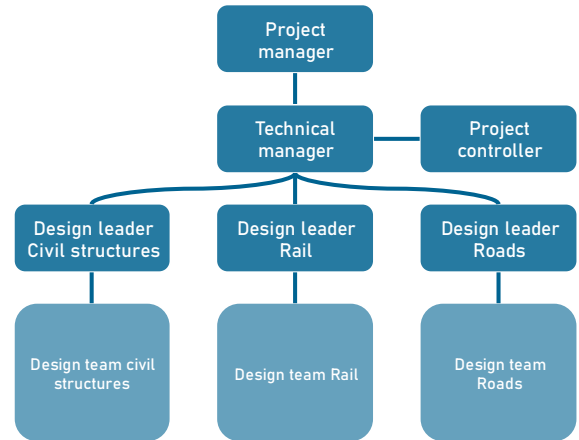 Project
manager
Technical
manager
Project
controller
Design leader
Civil structures
Design leader
Rail
Design leader
Roads
Design team civil
structures
Design team Rail
Design team
Roads